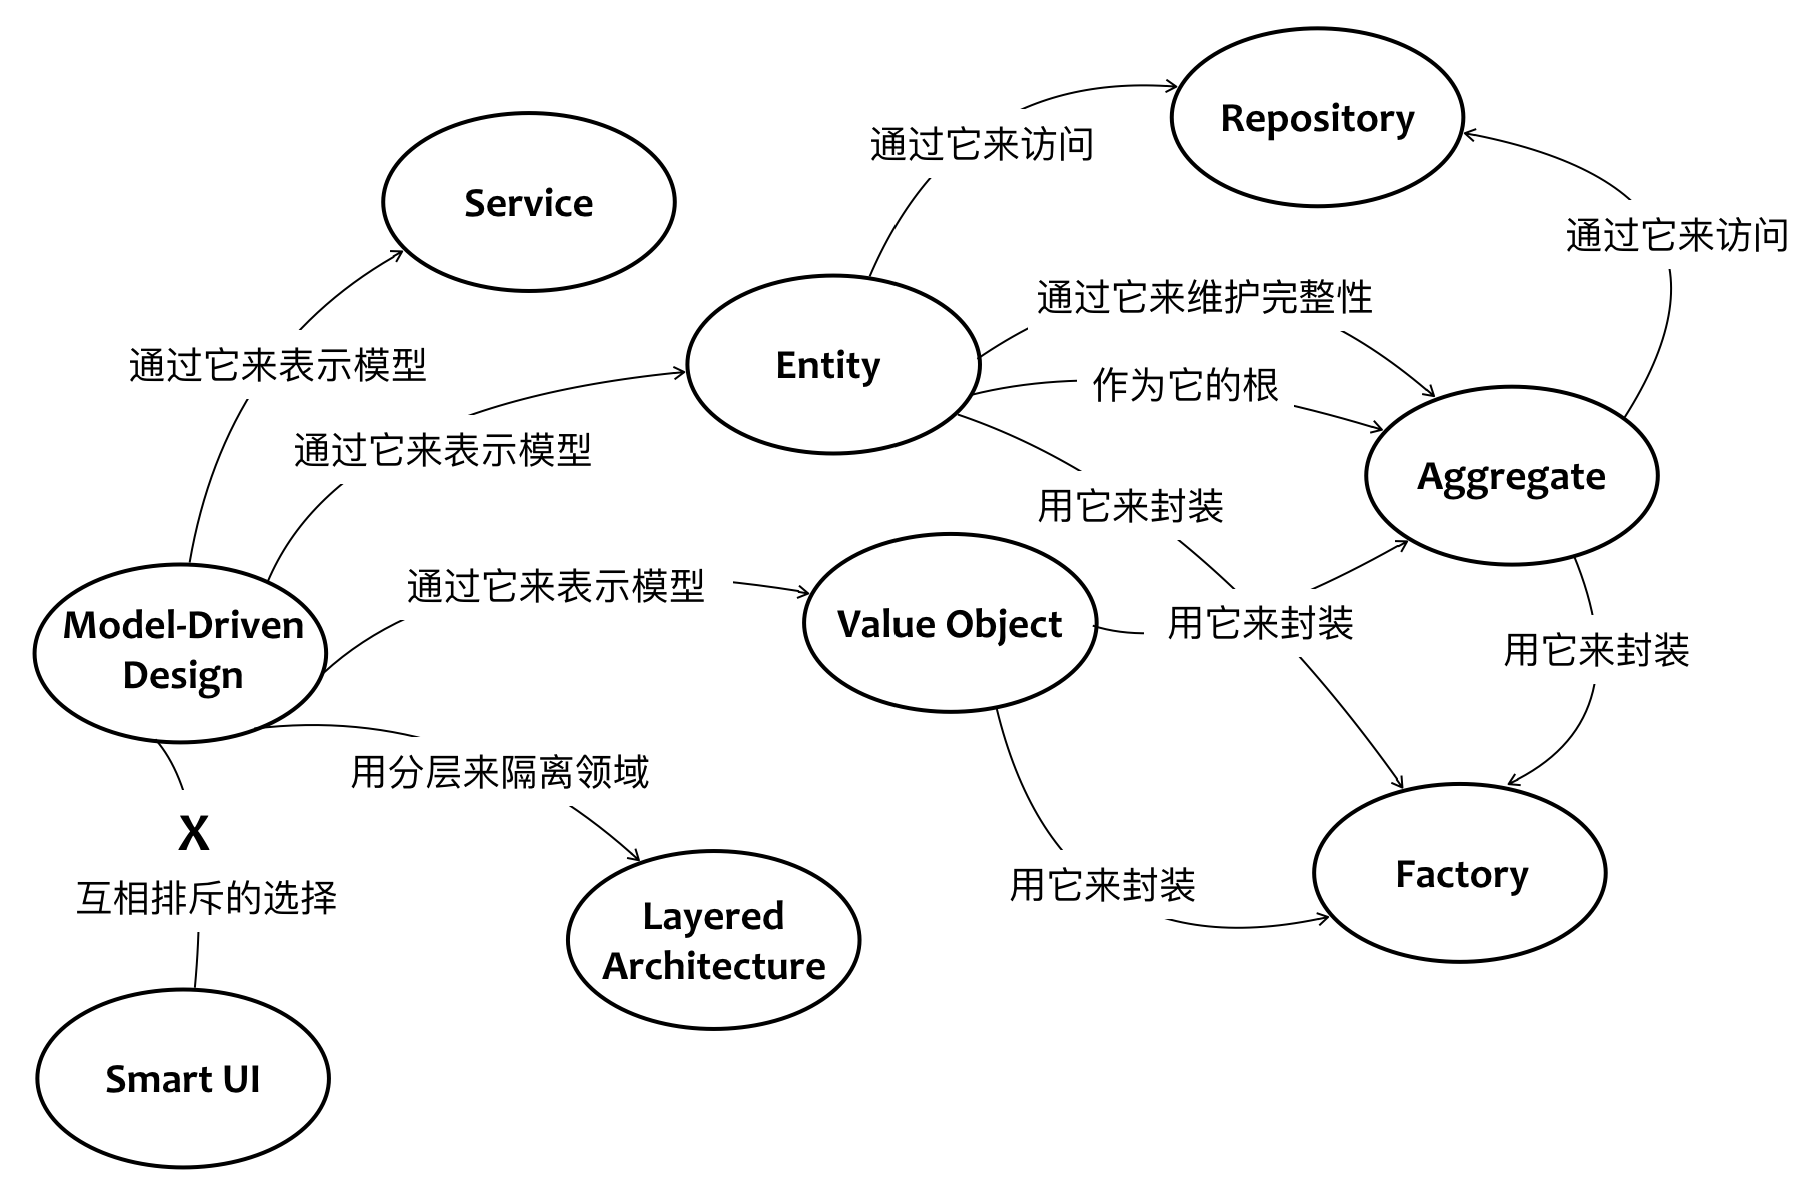 Repository
通过它来访问
Service
通过它来访问
通过它来维护完整性
通过它来表示模型
Entity
作为它的根
通过它来表示模型
Aggregate
用它来封装
通过它来表示模型
Model-Driven
Design
Value Object
用它来封装
用它来封装
用分层来隔离领域
X
互相排斥的选择
用它来封装
Factory
Layered
Architecture
Smart UI